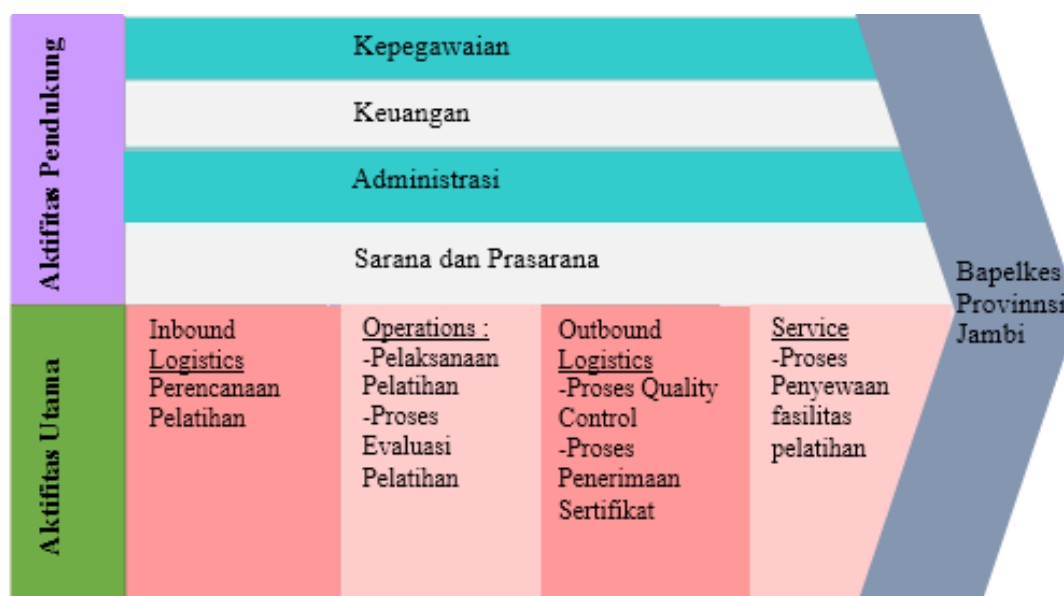 Aktifitas Pendukung
Kepegawaian
Keuangan
Administrasi
Sarana dan Prasarana
Aktifitas Utama
Inbound
Logistics
Perencanaan
Pelatihan
Operations :
-Pelaksanaan
Pelatihan
-Proses
Evaluasi
Pelatihan
Outbound
Logistics
-Proses Quality
Control
-Proses
Penerimaan
Sertifikat
Service
-Proses
Penyewaan
fasilitas
pelatihan
Bapelkes
Provinnsi
Jambi